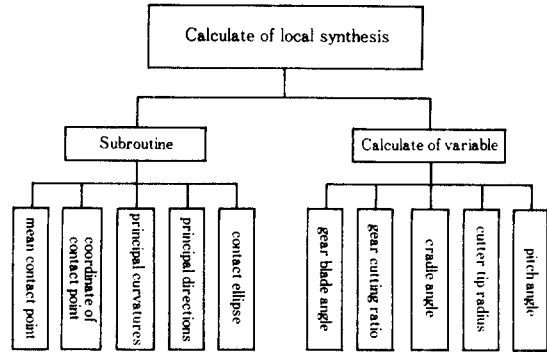 Calculate of local synthesis
Subroutine
Calculate of variable
mean contact point
coordinate of
contact point
principal curvatures
principal directions
contact ellipse
gear blade angle
gear cutting ratio
cradle angle
cutter tip radius
pitch angle